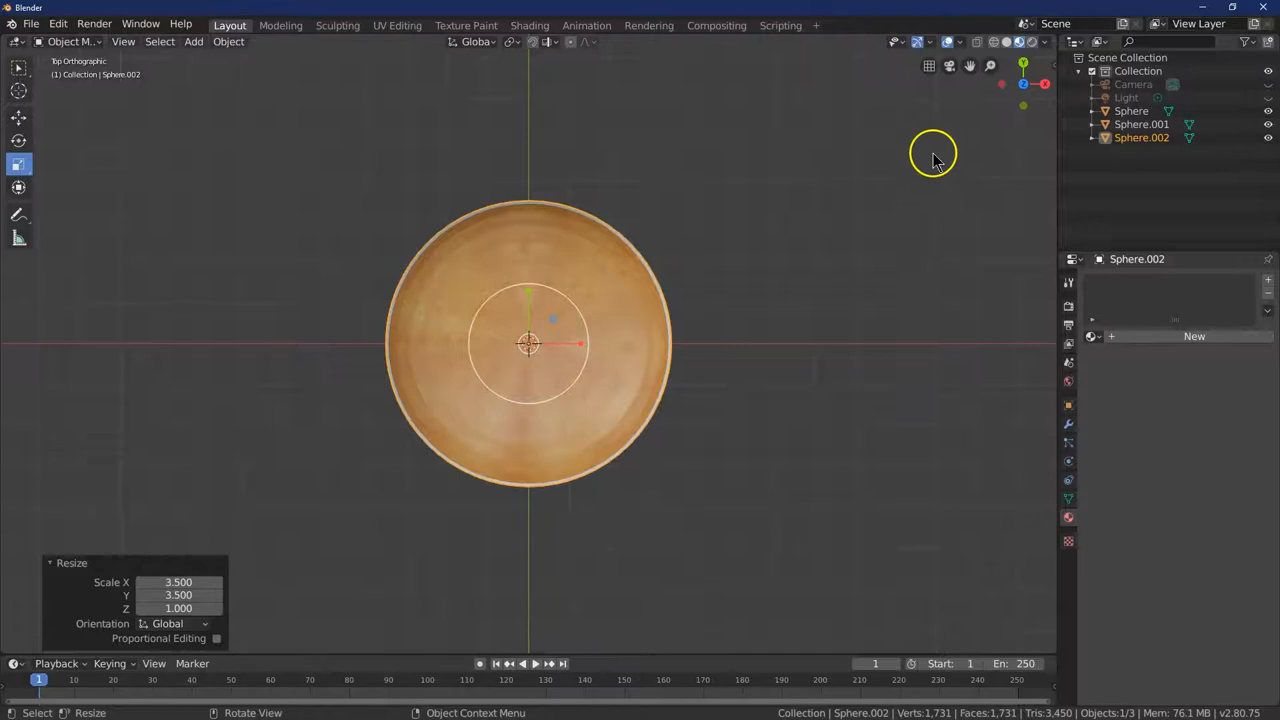 Blender
File Edit Render Window Help Layout Modeling Sculpting UV Editing Texture Paint Shading Animation Rendering Compositing Scripting + Scene View Layer
Object M... View Select Add Object Globa
Top Orthographic
(1) Collection | Sphere.002
Y
Z
X
Scene Collection
Collection
Camera
Light
Sphere
Sphere.001
Sphere.002
Sphere.002
+ New
Resize
Scale X 3.500
Y 3.500
Z 1.000
Orientation Global
Proportional Editing
Playback Keying View Marker 1 Start: 1 En: 250
1 10 20 30 40 50 60 70 80 90 100 110 120 130 140 150 160 170 180 190 200 210 220 230 240 250
Select Resize Rotate View Object Context Menu Collection | Sphere.002 | Verts:1,731 | Faces:1,731 | Tris:3,450 | Objects:1/3 | Mem: 76.1 MB | v2.80.75